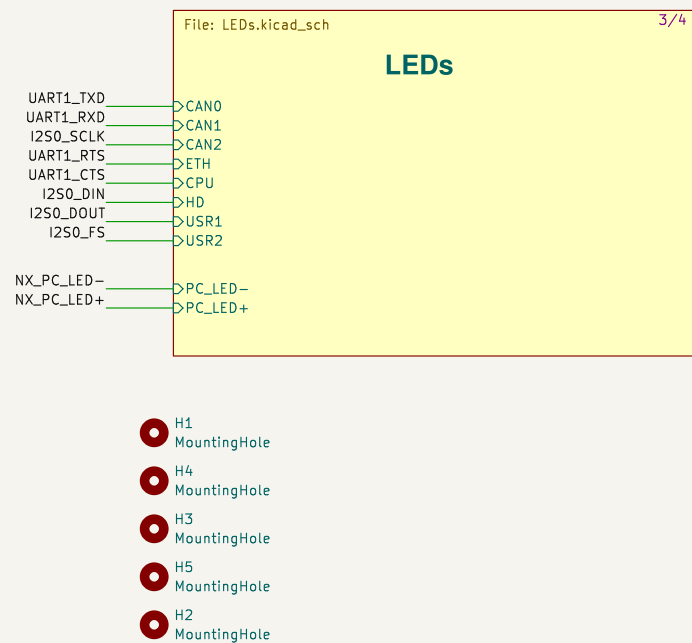 File: LEDs.kicad_sch
3/4
LEDs
UART1_TXD CAN0
UART1_RXD CAN1
I2S0_SCLK CAN2
UART1_RTS ETH
UART1_CTS CPU
I2S0_DIN HD
I2S0_DOUT USR1
I2S0_FS USR2
NX_PC_LED- PC_LED-
NX_PC_LED+ PC_LED+
H1
MountingHole
H4
MountingHole
H3
MountingHole
H5
MountingHole
H2
MountingHole